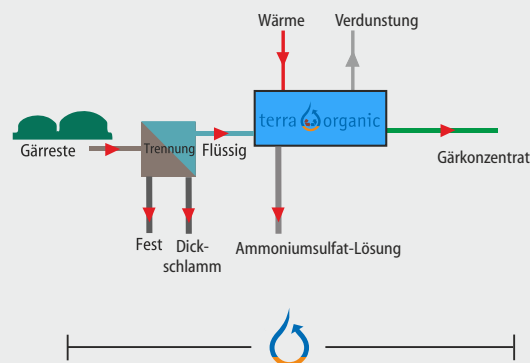 Wärme
Verdunstung
terra organic
Gärreste
Trennung
Flüssig
Gärkonzentrat
Fest
Dick-
schlamm
Ammoniumsulfat-Lösung